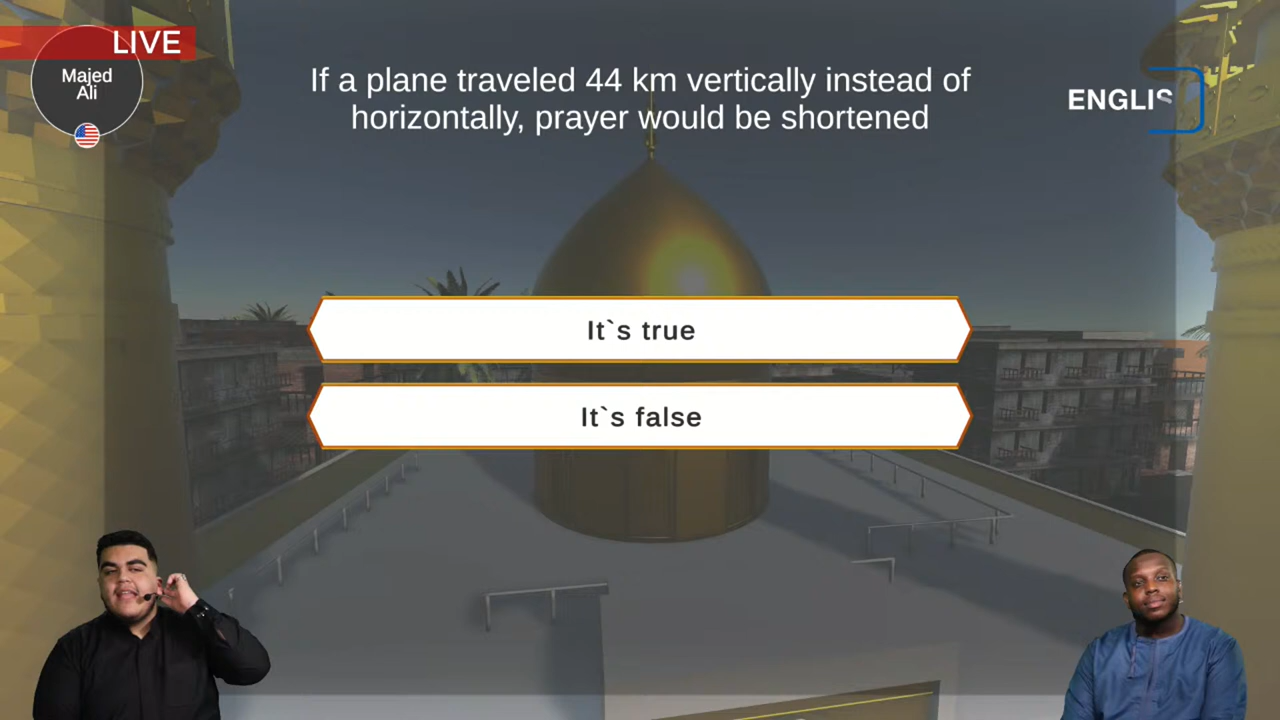 LIVE
Majed
Ali
If a plane traveled 44 km vertically instead of
horizontally, prayer would be shortened
ENGLIS
It`s true
It`s false